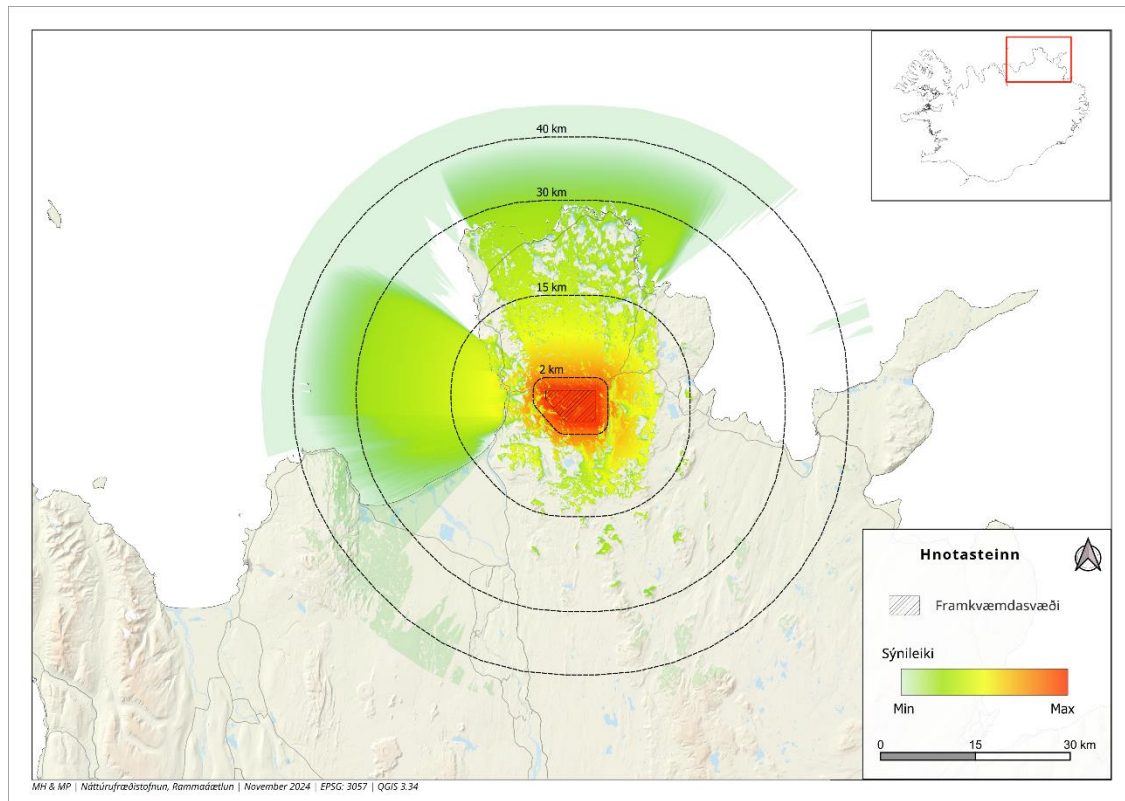 40 km
30 km
15 km
2 km
Hnotasteinn
Framkvæmdasvæði
Sýnileiki
Min Max
0 15 30 km
MH & MP | Náttúrufræðistofnun, Rammaáætlun | November 2024 | EPSG: 3057 | QGIS 3.34